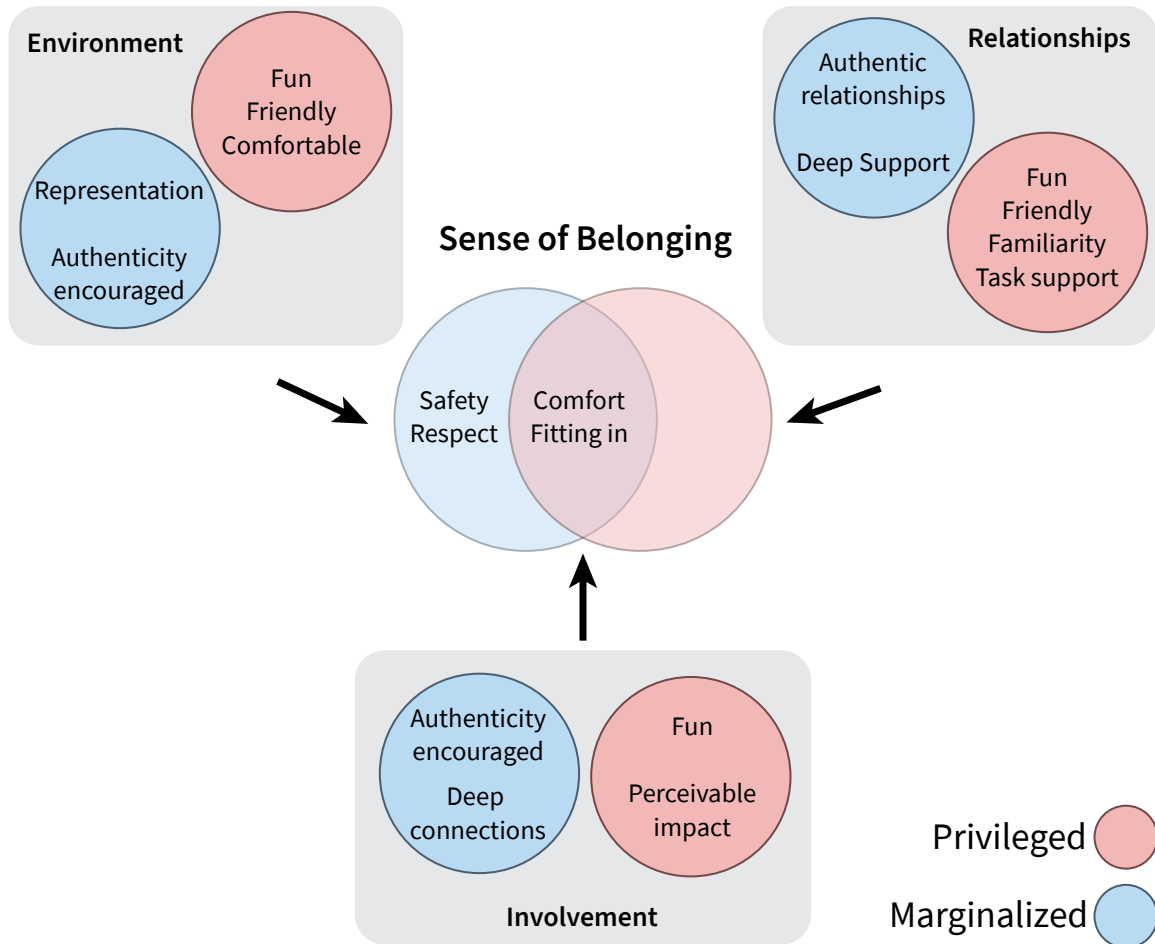 Environment
Fun
Friendly
Comfortable
Representation
Authenticity
encouraged
Relationships
Authentic
relationships
Deep Support
Fun
Friendly
Familiarity
Task support
Sense of Belonging
Safety
Respect
Comfort
Fitting in
Authenticity
encouraged
Deep
connections
Fun
Perceivable
impact
Involvement
Privileged
Marginalized